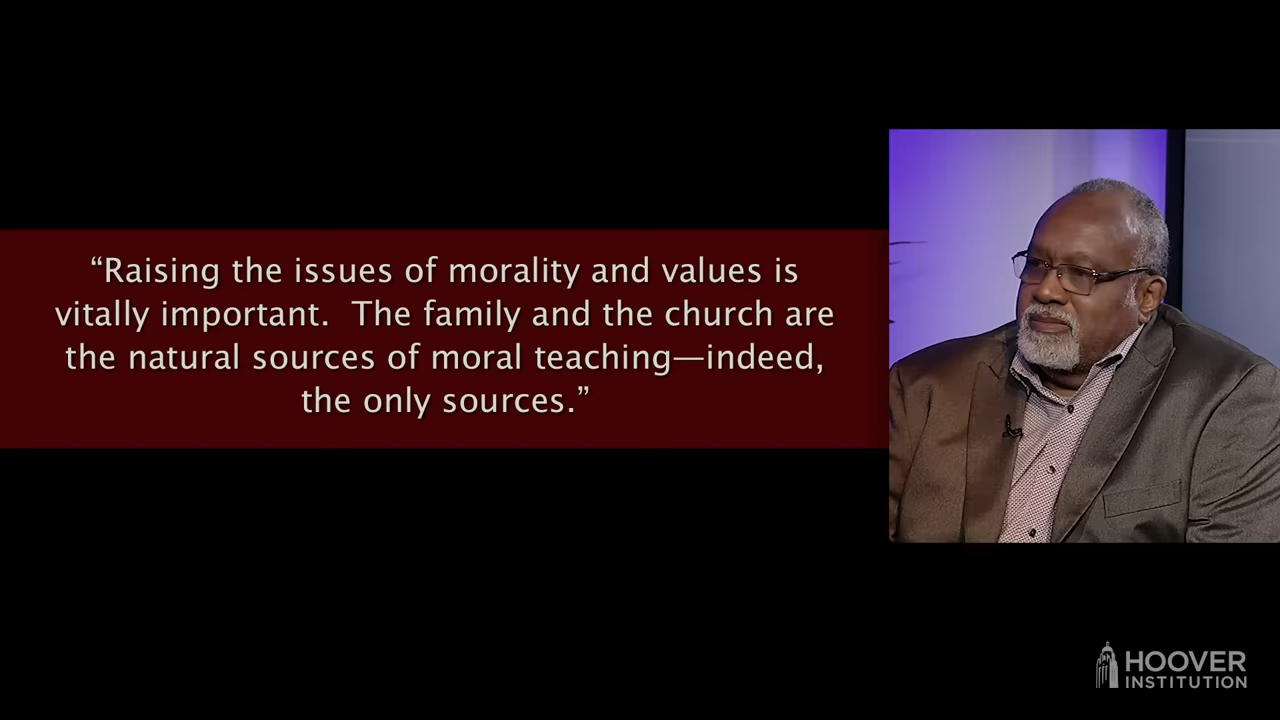 “Raising the issues of morality and values is
vitally important.  The family and the church are
the natural sources of moral teaching—indeed,
the only sources.”
HOOVER
INSTITUTION